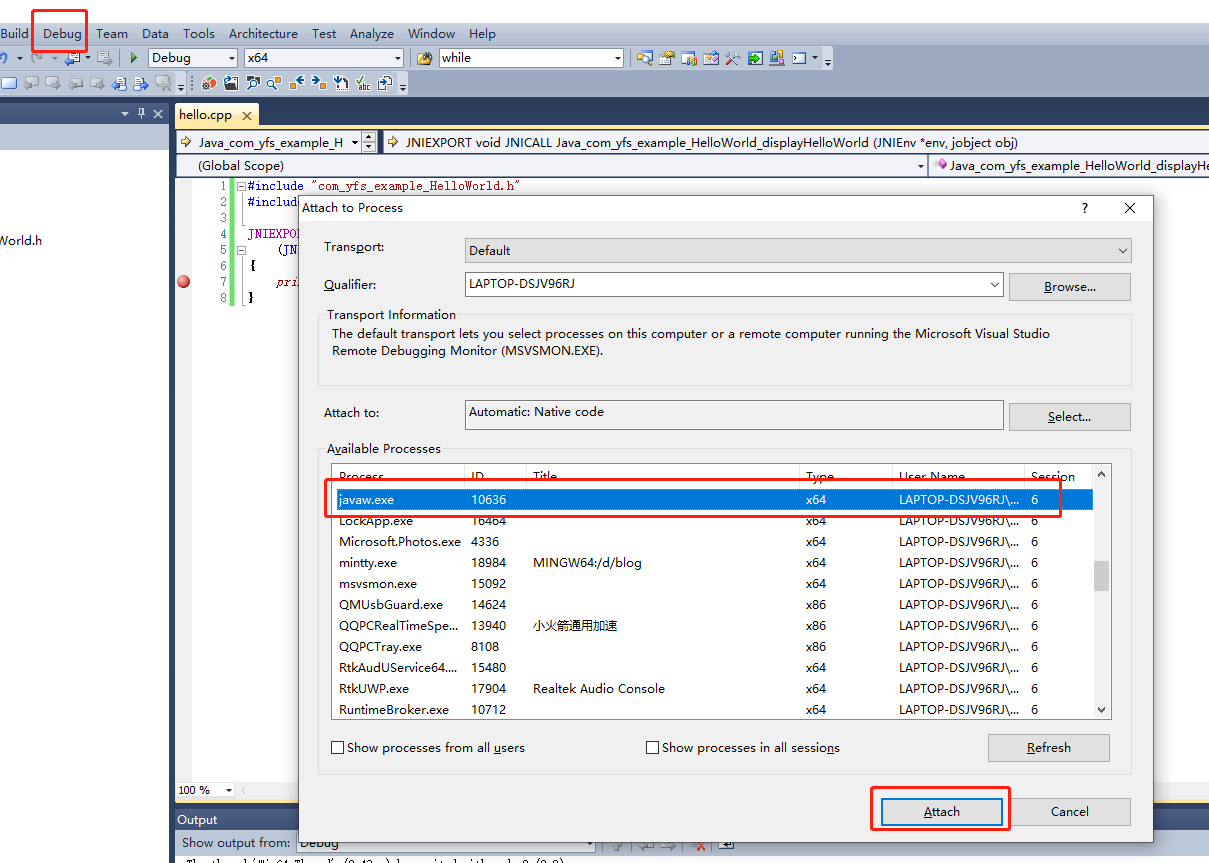 Build Debug Team Data Tools Architecture Test Analyze Window Help
Debug x64 while
hello.cpp
Java_com_yfs_example_H JNIEXPORT void JNICALL Java_com_yfs_example_HelloWorld_displayHelloWorld (JNIEnv *env, jobject obj)
(Global Scope) Java_com_yfs_example_HelloWorld_displayHe
1 #include "com_yfs_example_HelloWorld.h"
2 #include
3
4 JNIEXPO
5 (JN
6 {
7 pri
8 }
World.h
Attach to Process ?
Transport: Default
Qualifier: LAPTOP-DSJV96RJ Browse...
Transport Information
The default transport lets you select processes on this computer or a remote computer running the Microsoft Visual Studio
Remote Debugging Monitor (MSVSMON.EXE).
Attach to: Automatic: Native code Select...
Available Processes
Process ID Title Type User Name Session
javaw.exe 10636 x64 LAPTOP-DSJV96RJ\... 6
LockApp.exe 16464 x64 LAPTOP-DSJV96RJ\... 6
Microsoft.Photos.exe 4336 x64 LAPTOP-DSJV96RJ\... 6
mintty.exe 18984 MINGW64:/d/blog x64 LAPTOP-DSJV96RJ\... 6
msvsmon.exe 15092 x64 LAPTOP-DSJV96RJ\... 6
QMUsbGuard.exe 14624 x86 LAPTOP-DSJV96RJ\... 6
QQPCRealTimeSpe... 13940 小火箭通用加速 x86 LAPTOP-DSJV96RJ\... 6
QQPCTray.exe 8108 x86 LAPTOP-DSJV96RJ\... 6
RtkAudUService64.... 15480 x64 LAPTOP-DSJV96RJ\... 6
RtkUWP.exe 17904 Realtek Audio Console x64 LAPTOP-DSJV96RJ\... 6
RuntimeBroker.exe 10712 x64 LAPTOP-DSJV96RJ\... 6
Show processes from all users Show processes in all sessions Refresh
Attach Cancel
100 %
Output
Show output from: Debug